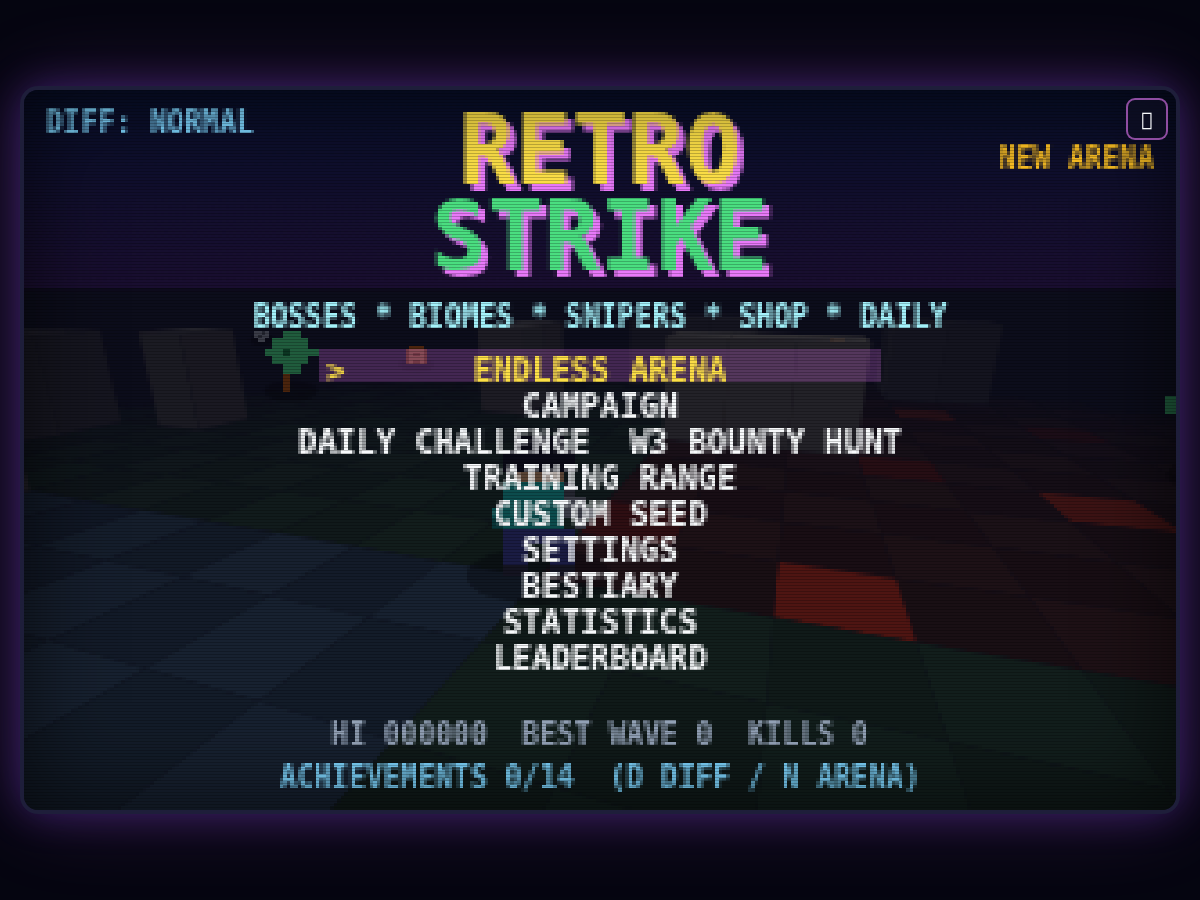 DIFF: NORMAL
NEW ARENA
RETRO
STRIKE
BOSSES * BIOMES * SNIPERS * SHOP * DAILY
> ENDLESS ARENA
CAMPAIGN
DAILY CHALLENGE W3 BOUNTY HUNT
TRAINING RANGE
CUSTOM SEED
SETTINGS
BESTIARY
STATISTICS
LEADERBOARD
HI 000000 BEST WAVE 0 KILLS 0
ACHIEVEMENTS 0/14 (D DIFF / N ARENA)